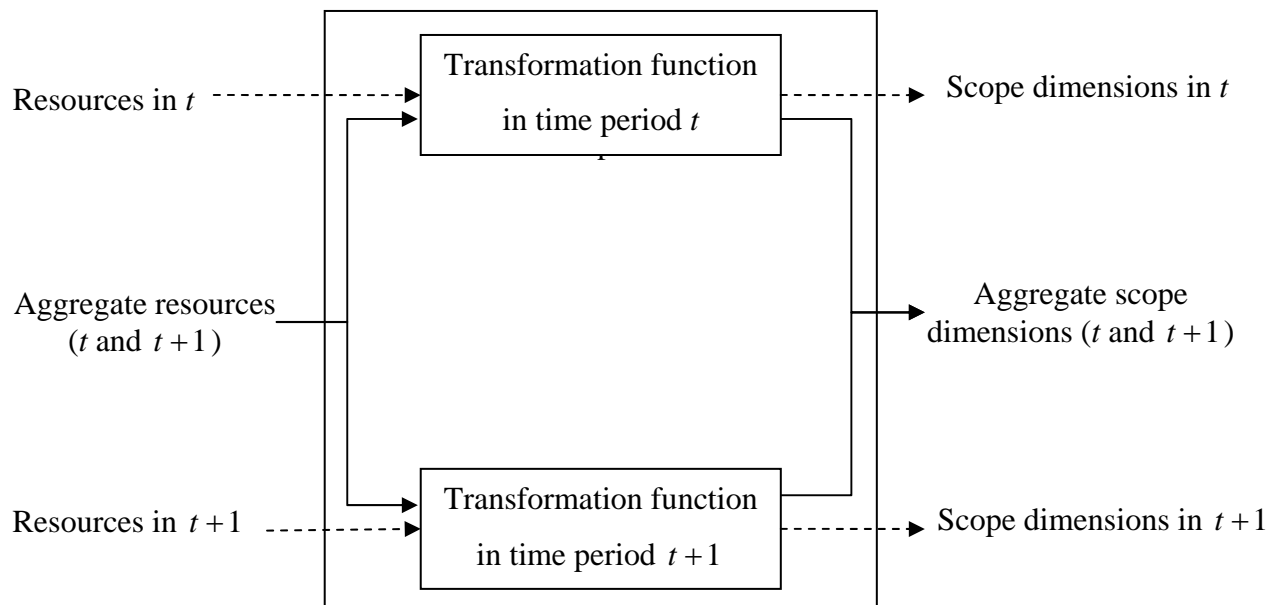 Transformation function
in time period t
Resources in t
Scope dimensions in t
Aggregate resources
(t and t+1)
Aggregate scope
dimensions (t and t+1)
Transformation function
in time period t+1
Resources in t+1
Scope dimensions in t+1